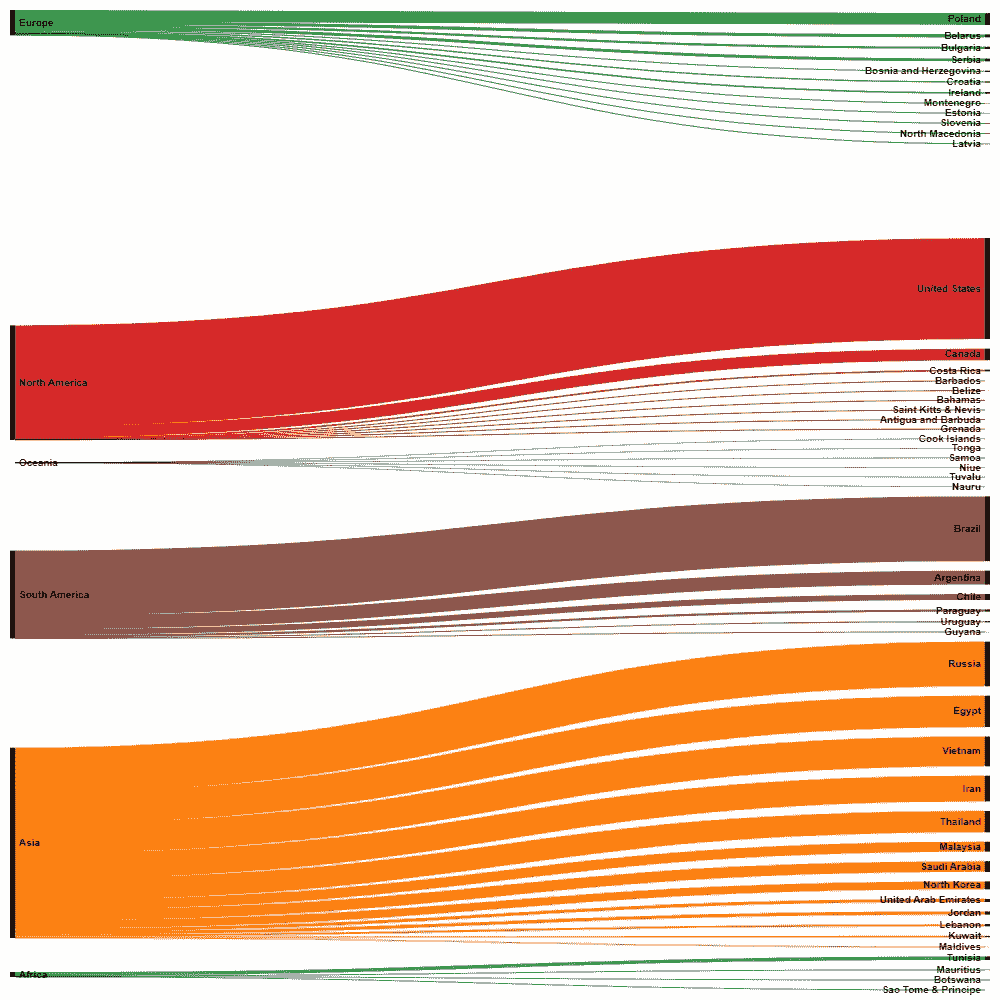 Europe
Poland
Belarus
Bulgaria
Serbia
Bosnia and Herzegovina
Croatia
Ireland
Montenegro
Estonia
Slovenia
North Macedonia
Latvia
United States
Canada
North America
Costa Rica
Barbados
Belize
Bahamas
Saint Kitts & Nevis
Antigua and Barbuda
Grenada
Cook Islands
Tonga
Samoa
Oceania
Niue
Tuvalu
Nauru
Brazil
Argentina
South America
Chile
Paraguay
Uruguay
Guyana
Russia
Egypt
Vietnam
Iran
Thailand
Asia
Malaysia
Saudi Arabia
North Korea
United Arab Emirates
Jordan
Lebanon
Kuwait
Maldives
Tunisia
Mauritius
Africa
Botswana
Sao Tome & Principe